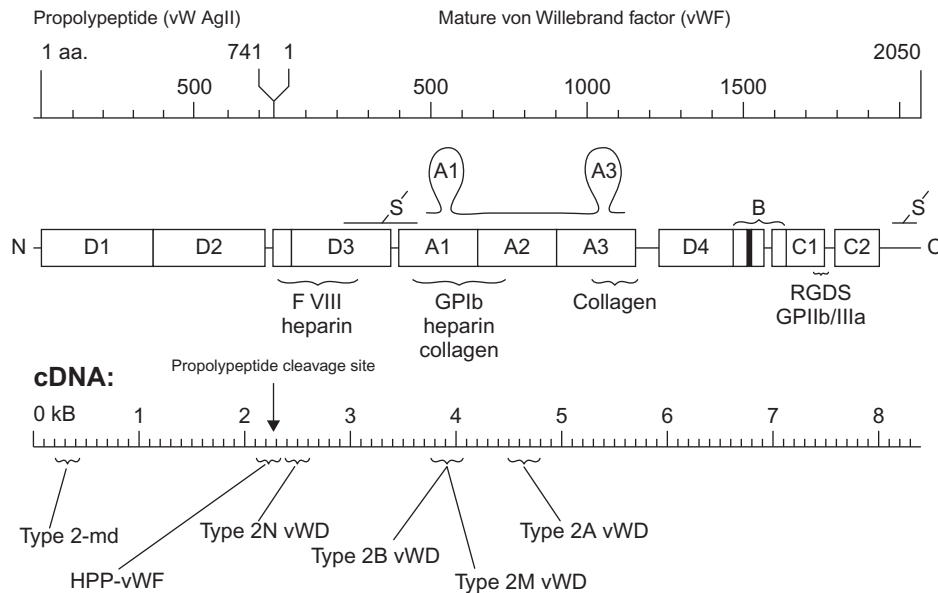 Propolypeptide (vW AgII) Mature von Willebrand factor (vWF)
1 aa. 741 1 2050
500 500 1000 1500
A1 A3
S S
B
N D1 D2 D3 A1 A2 A3 D4 C1 C2 C
F VIII
heparin
GPIb
heparin
collagen
Collagen
RGDS
GPIIb/IIIa
Propolypeptide cleavage site
cDNA:
0 kB 1 2 3 4 5 6 7 8
Type 2-md Type 2N vWD Type 2A vWD
Type 2B vWD
HPP-vWF Type 2M vWD